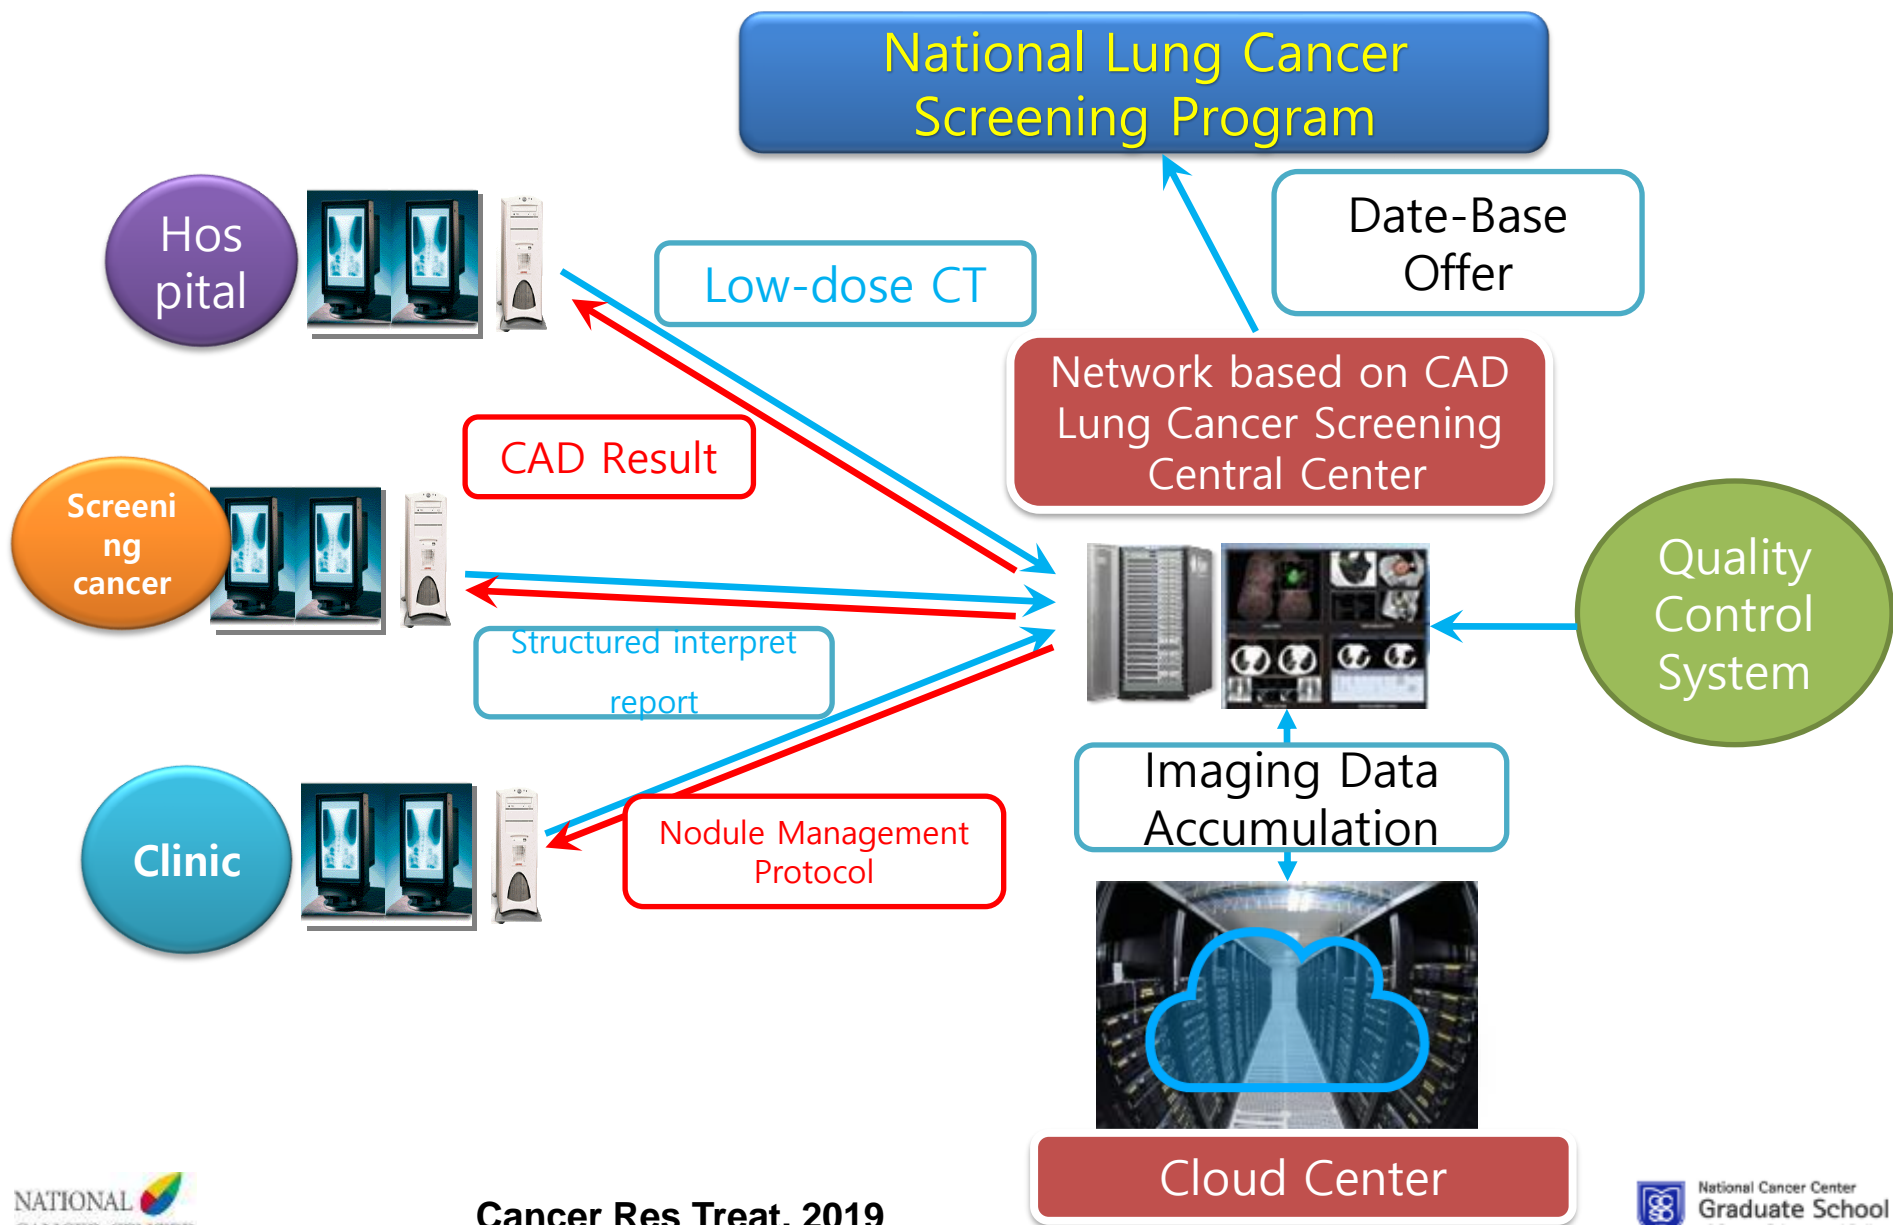 National Lung Cancer
Screening Program
Hos
pital
Low-dose CT
Date-Base
Offer
Network based on CAD
Lung Cancer Screening
Central Center
CAD Result
Screeni
ng
cancer
Quality
Control
System
Structured interpret
report
Imaging Data
Accumulation
Clinic
Nodule Management
Protocol
Cloud Center
NATIONAL
Cancer Res Treat. 2019
National Cancer Center
Graduate School